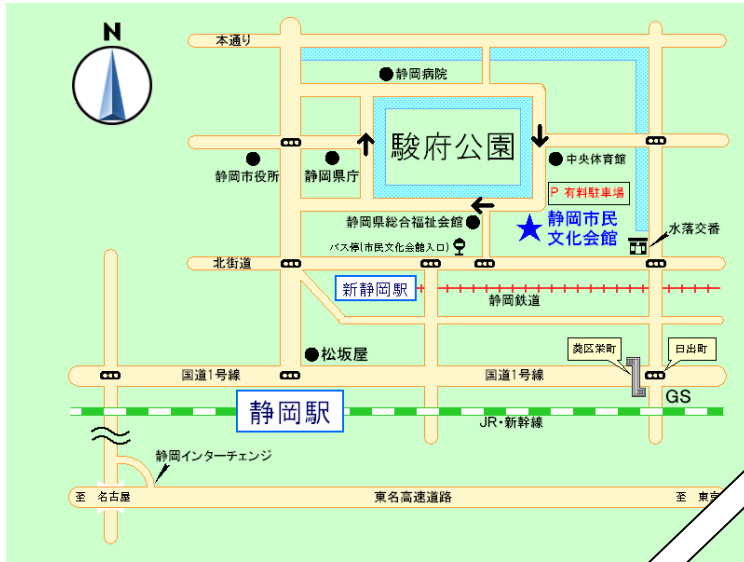 N
本通り
静岡病院
駿府公園
静岡市役所
静岡県庁
中央体育館
P 有料駐車場
静岡県総合福祉会館
静岡市民
文化会館
水落交番
バス停(市民文化会館入口)
北街道
新静岡駅
静岡鉄道
松坂屋
葵区栄町
日出町
国道1号線
国道1号線
GS
静岡駅
JR・新幹線
静岡インターチェンジ
至 名古屋
東名高速道路
至 東